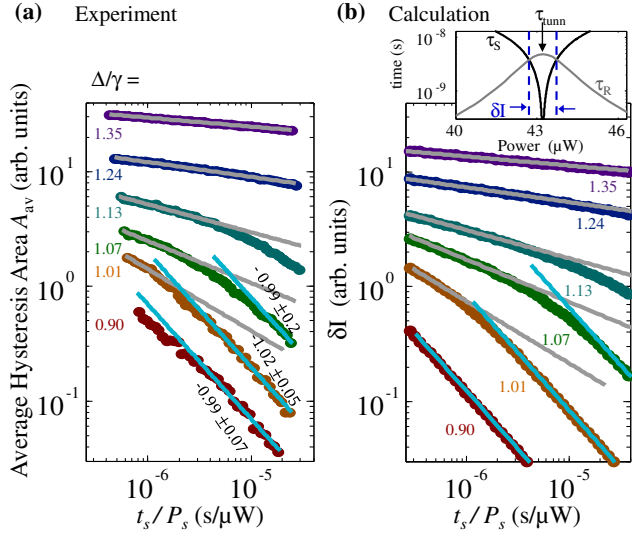 (a) Experiment
Δ/γ =
Average Hysteresis Area A_av (arb. units)
10^1
10^0
10^-1
1.35
1.24
1.13
1.07
1.01
0.90
-0.99 ±0.2
-1.02 ±0.05
-0.99 ±0.07
10^-6
10^-5
t_s / P_s (s/μW)
(b) Calculation
time (s)
10^-8
10^-9
τ_S
τ_tunn
τ_R
δI
40
43
46
Power (μW)
δI (arb. units)
10^1
10^0
10^-1
1.35
1.24
1.13
1.07
1.01
0.90
10^-6
10^-5
t_s / P_s (s/μW)